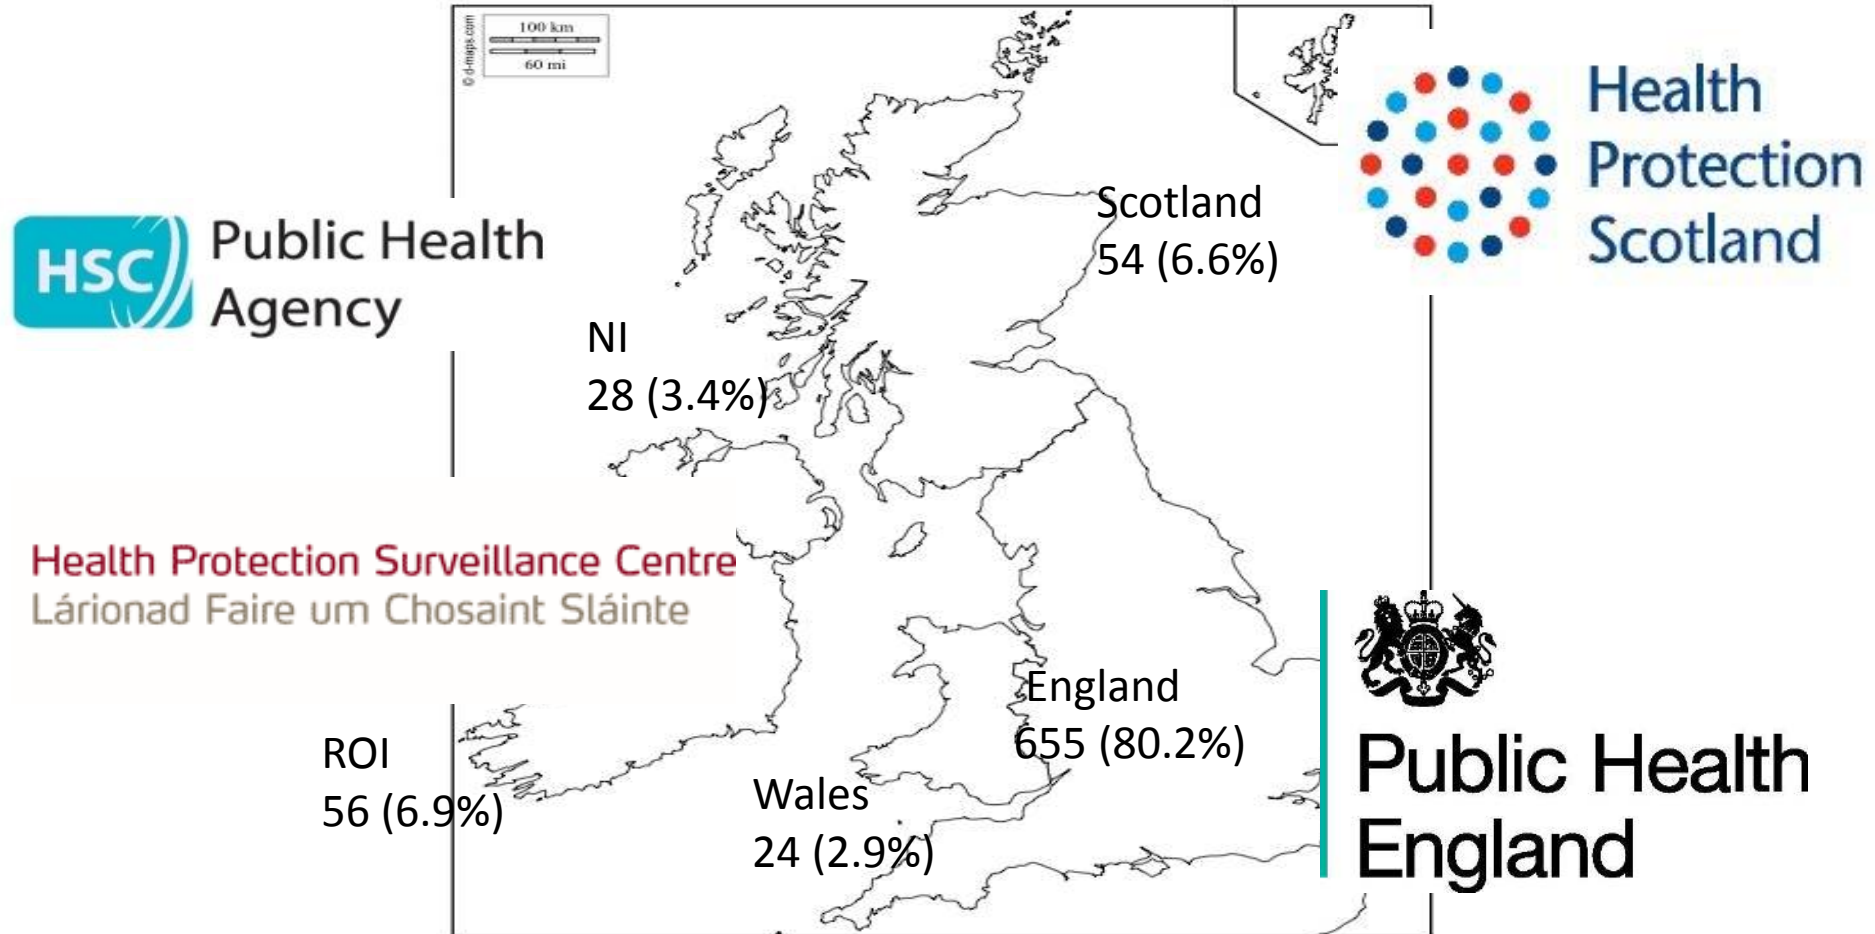 © d-maps.com
100 km
60 mi
Health
Protection
Scotland
Scotland
54 (6.6%)
HSC
Public Health
Agency
NI
28 (3.4%)
Health Protection Surveillance Centre
Lárionad Faire um Chosaint Sláinte
England
655 (80.2%)
ROI
56 (6.9%)
Wales
24 (2.9%)
Public Health
England